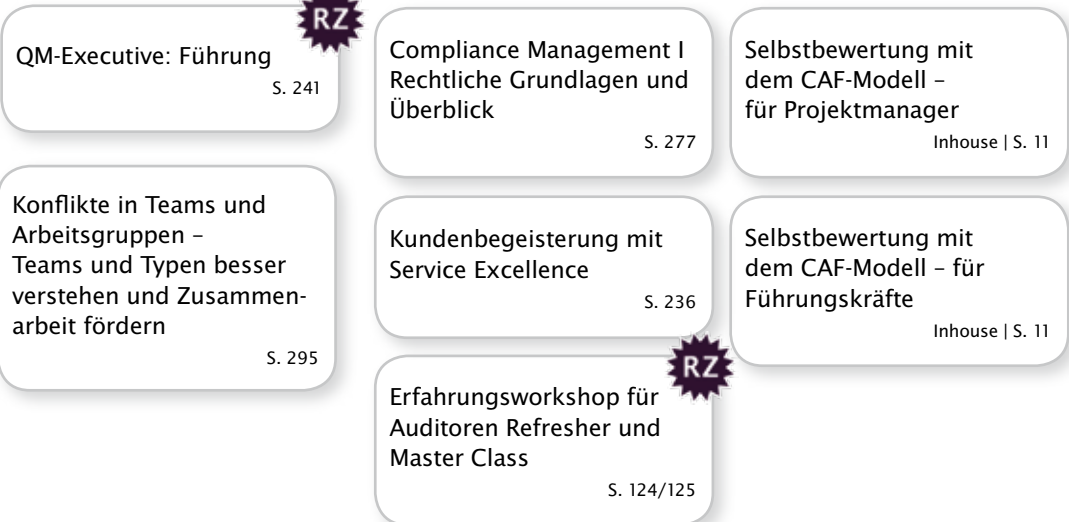 RZ
QM-Executive: Führung
S. 241
Konflikte in Teams und
Arbeitsgruppen –
Teams und Typen besser
verstehen und Zusammen-
arbeit fördern
S. 295
Compliance Management I
Rechtliche Grundlagen und
Überblick
S. 277
Kundenbegeisterung mit
Service Excellence
S. 236
RZ
Erfahrungsworkshop für
Auditoren Refresher und
Master Class
S. 124/125
Selbstbewertung mit
dem CAF-Modell –
für Projektmanager
Inhouse | S. 11
Selbstbewertung mit
dem CAF-Modell – für
Führungskräfte
Inhouse | S. 11